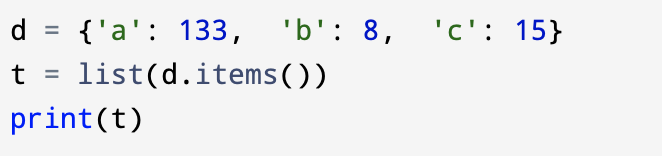 d = {'a': 133,  'b': 8,  'c': 15}
t = list(d.items())
print(t)